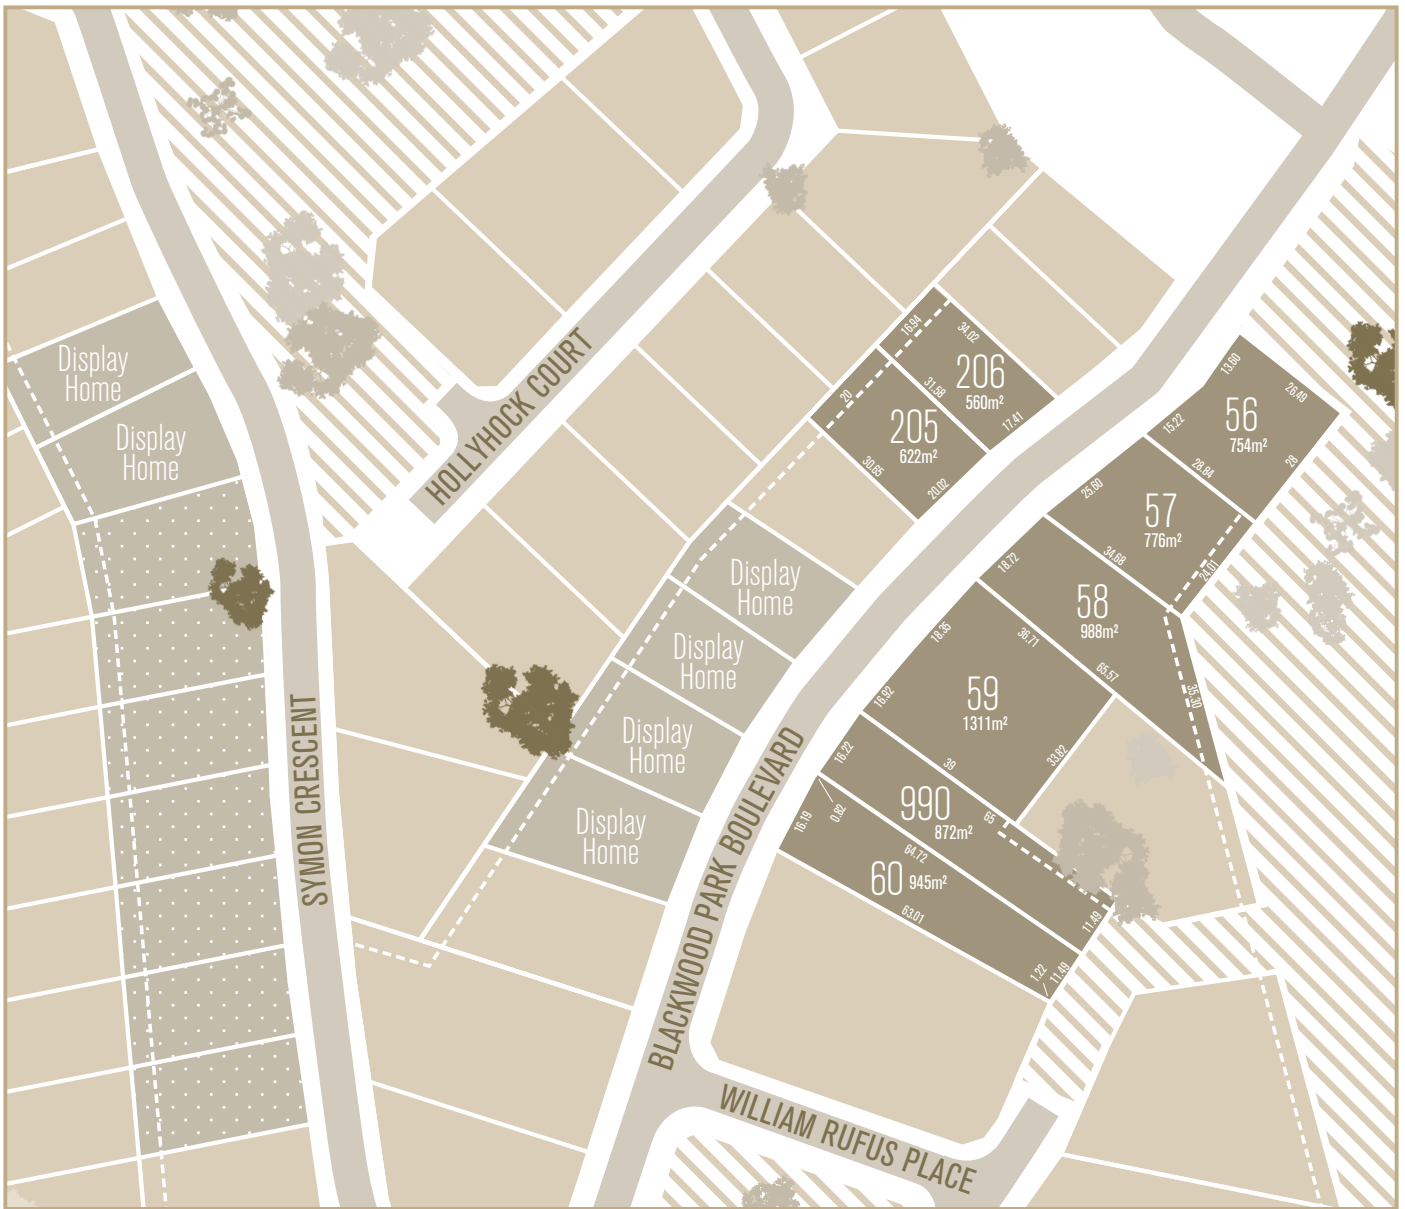 Display
Home
Display
Home
HOLLYHOCK COURT
SYMON CRESCENT
16.94
34.02
206
560m²
31.58
17.41
20
205
622m²
30.65
20.02
13.60
26.49
56
754m²
15.22
28.84
28
25.60
57
776m²
34.68
24.01
18.72
58
988m²
36.71
65.57
35.30
18.35
59
1311m²
16.92
39
33.82
16.22
990
872m²
65
0.82
16.19
64.72
11.49
60 945m²
63.01
1.22
11.49
Display
Home
Display
Home
Display
Home
Display
Home
BLACKWOOD PARK BOULEVARD
WILLIAM RUFUS PLACE